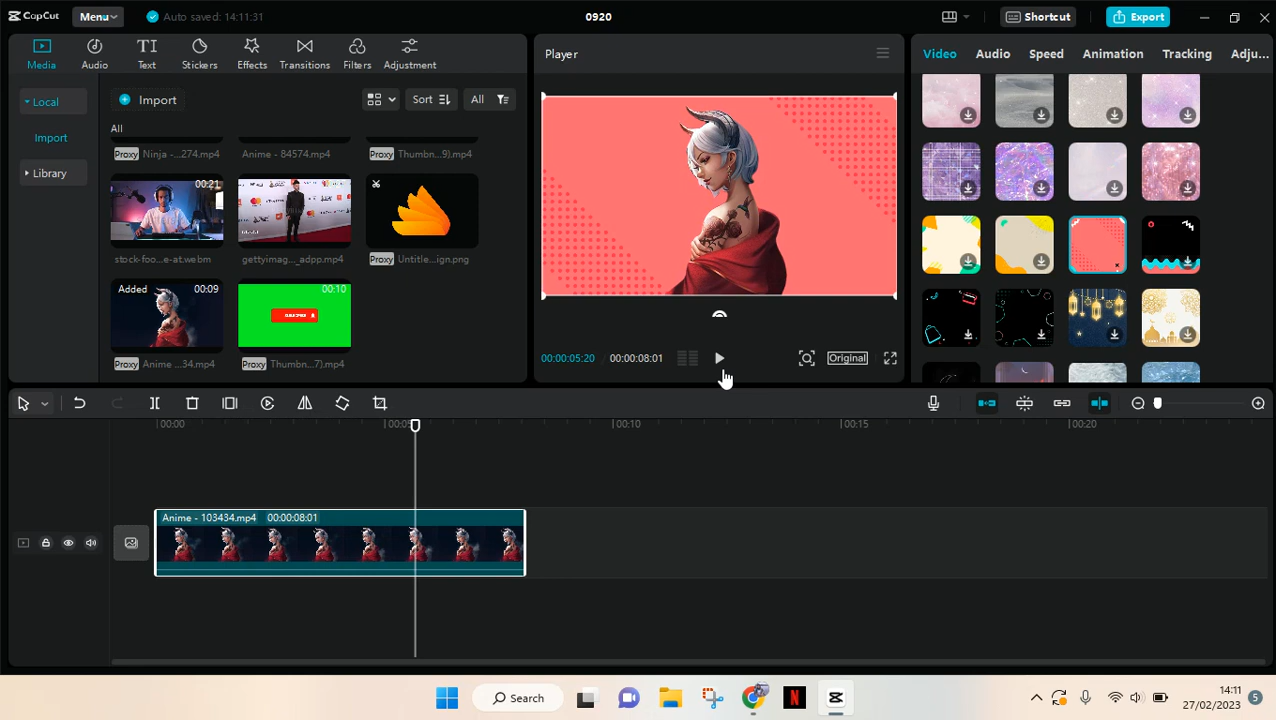 CapCut
Menu
Auto saved: 14:11:31
0920
Shortcut
Export
Media
Audio
Text
Stickers
Effects
Transitions
Filters
Adjustment
Player
Video
Audio
Speed
Animation
Tracking
Adju...
Local
Import
Library
Import
Sort
All
All
Ninja -...274.mp4
Anime - 84574.mp4
Proxy
Thumbn...9).mp4
00:21
stock-foo...e-at.webm
gettyimag..._adpp.mp4
Proxy
Untitle...ign.png
Added
00:09
00:10
Proxy
Anime ...34.mp4
Proxy
Thumbn...7).mp4
00:00:05:20 / 00:00:08:01
Original
00:00
00:05
00:10
00:15
00:20
Anime - 103434.mp4
00:00:08:01
Search
14:11
27/02/2023
5